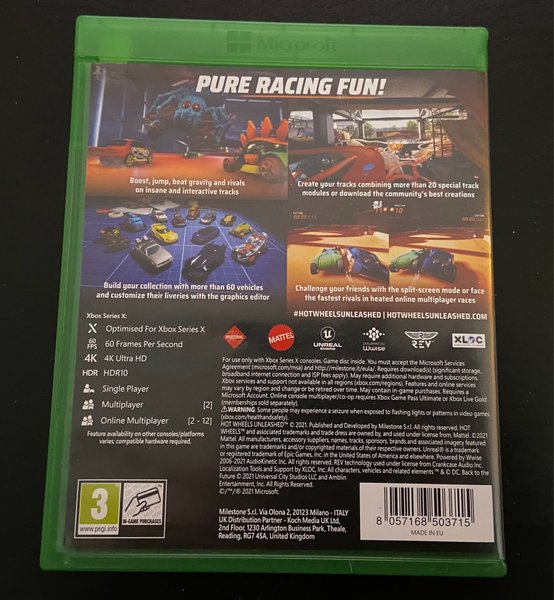 Microsoft
PURE RACING FUN!
Boost, jump, beat gravity and rivals
on insane and interactive tracks
Create your tracks combining more than 20 special track
modules or download the community's best creations
Build your collection with more than 60 vehicles
and customize their liveries with the graphics editor
Challenge your friends with the split-screen mode or face
the fastest rivals in heated online multiplayer races
#HOTWHEELSUNLEASHED | HOTWHEELSUNLEASHED.COM
Xbox Series X:
X Optimised For Xbox Series X
60 FPS 60 Frames Per Second
4K 4K Ultra HD
HDR HDR10
Single Player
Multiplayer [2]
Online Multiplayer [2 - 12]
Feature availability on other consoles/platforms
varies; compatible hardware required.
MILESTONE
MATTEL
UNREAL
ENGINE
POWERED BY
Wwise
REV
XLOC
For use only with Xbox Series X consoles. Game disc inside. You must accept the Microsoft Services
Agreement (microsoft.com/msa) and http://milestone.it/eula. Requires download(s) (significant storage,
broadband internet connection and ISP fees apply). May require additional hardware and subscriptions.
Xbox services and support not available in all regions (xbox.com/regions). Features and online services
may vary by region and change or be retired over time. May contain in-game purchases. Requires a
Microsoft Account. Online console multiplayer/co-op requires Xbox Game Pass Ultimate or Xbox Live Gold
(memberships sold separately).
WARNING: Some people may experience a seizure when exposed to flashing lights or patterns in video games
(xbox.com/healthsafety).
HOT WHEELS UNLEASHED™ © 2021. Published and Developed by Milestone S.r.l. All rights reserved. HOT
WHEELS™ and associated trademarks and trade dress are owned by, and used under license from, Mattel. ©2021
Mattel. All manufacturers, accessory suppliers, names, tracks, sponsors, brands and associated imagery featured
in this game are trademarks and/or copyrighted materials of their respective owners. Unreal® is a trademark
or registered trademark of Epic Games, Inc. in the United States of America and elsewhere. Powered by Wwise
2006-2021 AudioKinetic Inc. All rights reserved. REV technology used under license from Crankcase Audio Inc.
Localization Tools and Support by XLOC, Inc. All characters, vehicles and related elements ™ & © DC. Back to the
Future © 2021 Universal City Studios LLC and Amblin
Entertainment, Inc. All Rights Reserved.
©/™/® 2021 Microsoft.
3
www.pegi.info
IN-GAME PURCHASES
Milestone S.r.l. Via Olona 2, 20123 Milano - ITALY
UK Distribution Partner - Koch Media UK Ltd,
2nd Floor, 1230 Arlington Business Park, Theale,
Reading, RG7 4SA, United Kingdom
8 057168 503715
MADE IN EU